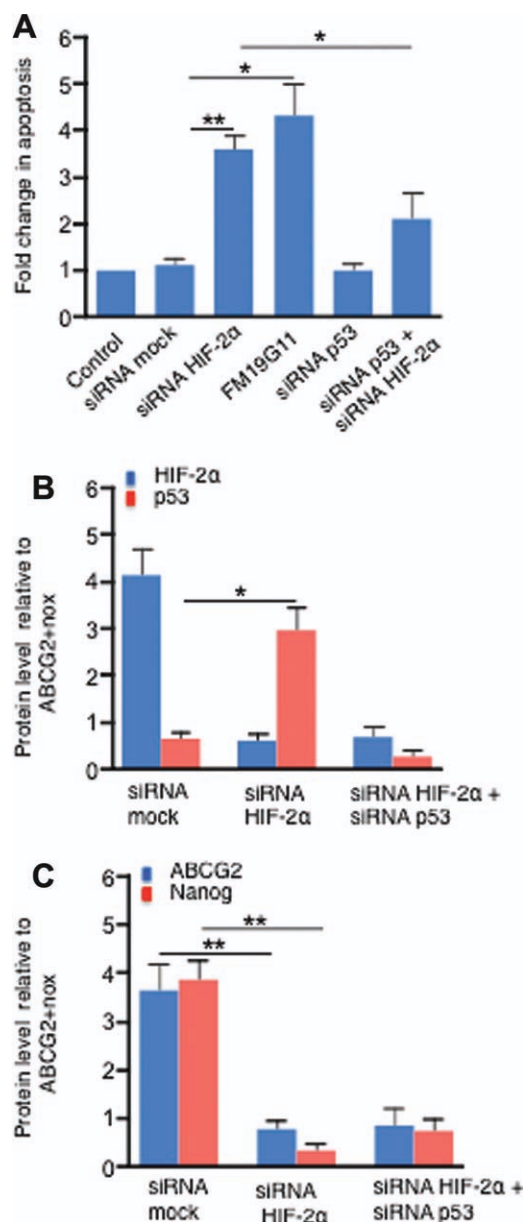 A
Fold change in apoptosis
6
5
4
3
2
1
0
*
*
**
Control
siRNA mock
siRNA HIF-2α
FM19G11
siRNA p53
siRNA p53 +
siRNA HIF-2α
B
HIF-2α
p53
Protein level relative to
ABCG2+nox
6
5
4
3
2
1
0
*
siRNA
mock
siRNA
HIF-2α
siRNA HIF-2α +
siRNA p53
C
ABCG2
Nanog
Protein level relative to
ABCG2+nox
6
5
4
3
2
1
0
**
**
siRNA
mock
siRNA
HIF-2α
siRNA HIF-2α +
siRNA p53